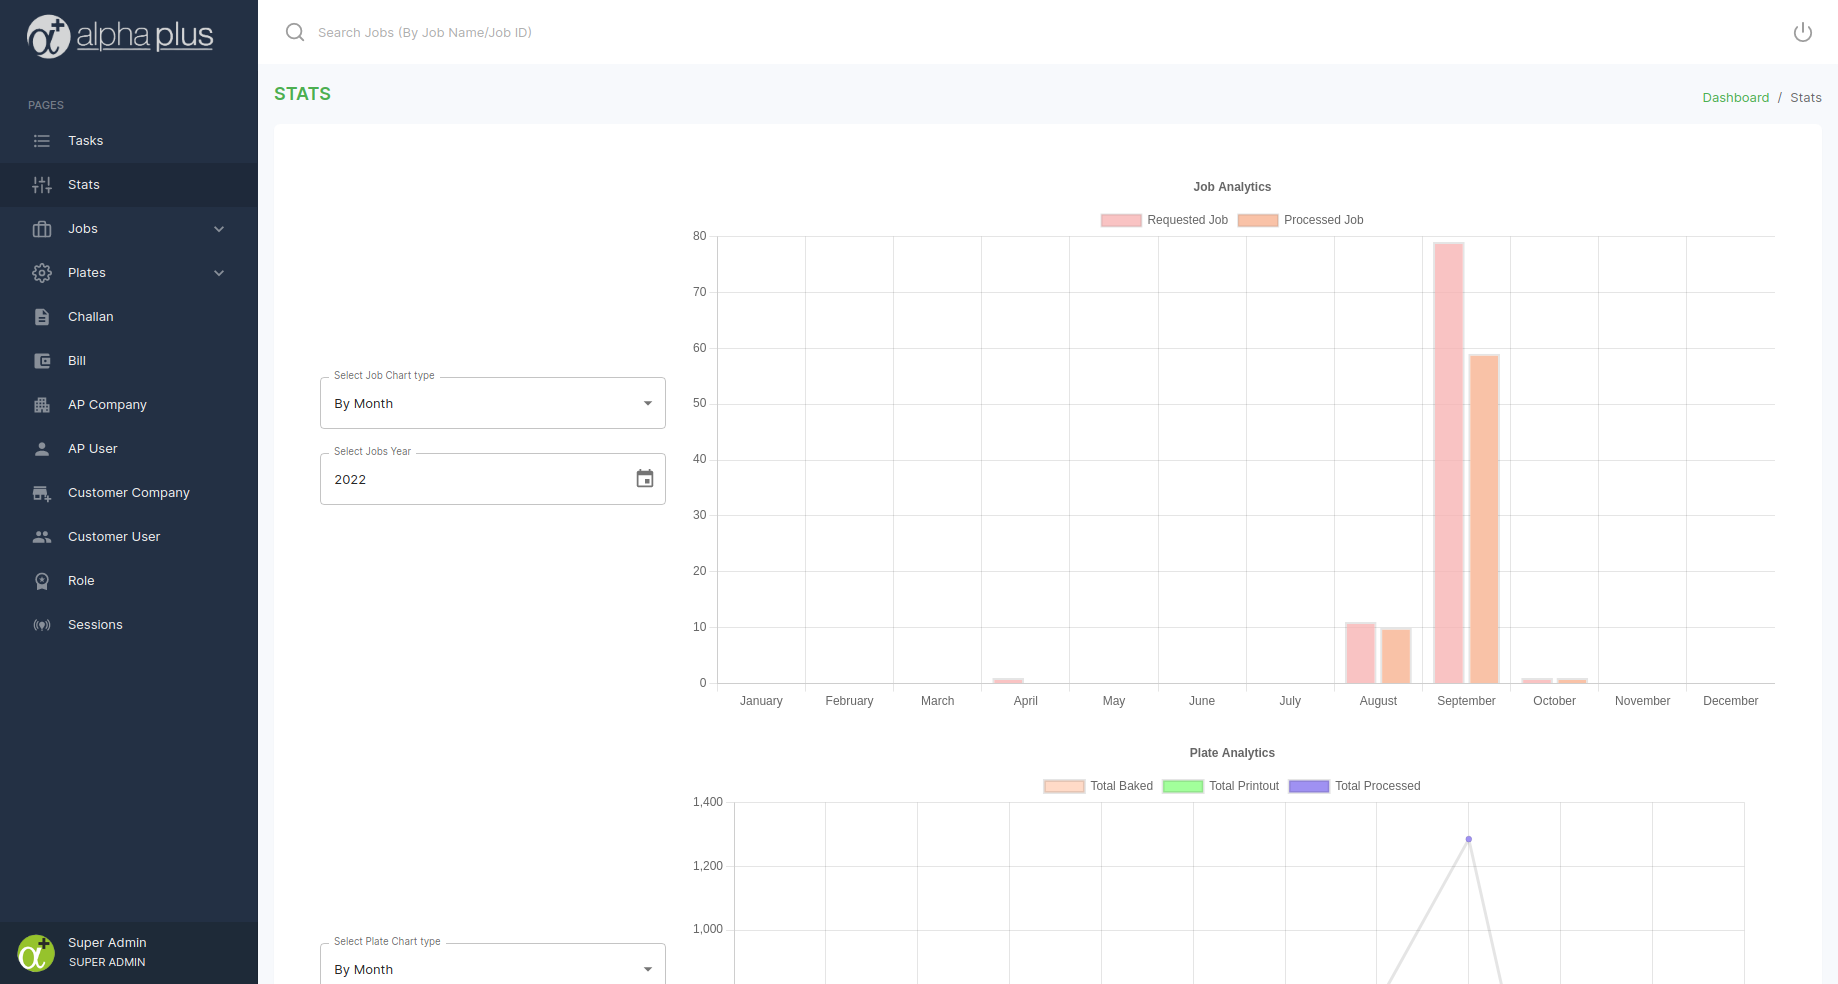 alpha plus
Search Jobs (By Job Name/Job ID)
PAGES
Tasks
Stats
Jobs
Plates
Challan
Bill
AP Company
AP User
Customer Company
Customer User
Role
Sessions
Super Admin
SUPER ADMIN
STATS
Dashboard / Stats
Select Job Chart type
By Month
Select Jobs Year
2022
Job Analytics
Requested Job Processed Job
80
70
60
50
40
30
20
10
0
January February March April May June July August September October November December
Select Plate Chart type
By Month
Plate Analytics
Total Baked Total Printout Total Processed
1,400
1,200
1,000